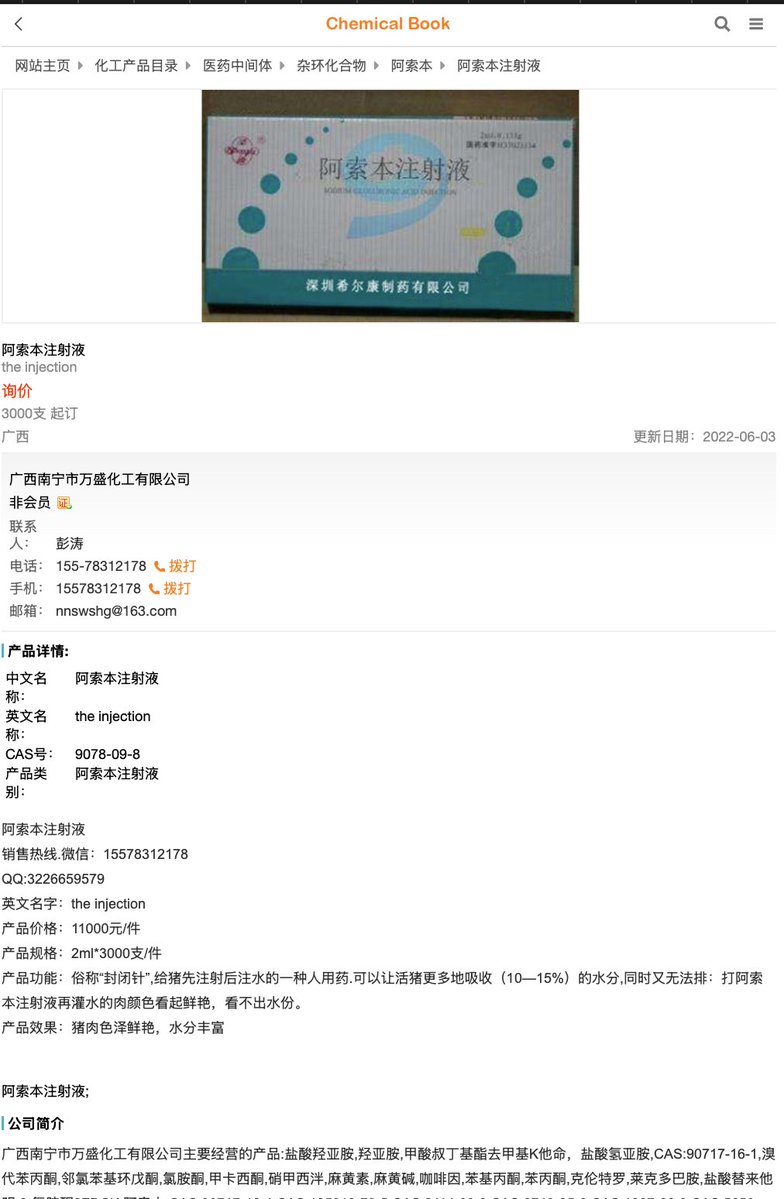 Chemical Book
网站主页 化工产品目录 医药中间体 杂环化合物 阿索本 阿索本注射液
2ml:0.133g
国药准字H37023334
阿索本注射液
SODIUM GLUCURONIC ACID INJECTION
深圳希尔康制药有限公司
阿索本注射液
the injection
询价
3000支 起订
广西 更新日期：2022-06-03
广西南宁市万盛化工有限公司
非会员 证
联系
人： 彭涛
电话： 155-78312178 拨打
手机： 15578312178 拨打
邮箱： nnswshg@163.com
产品详情:
中文名 阿索本注射液
称：
英文名 the injection
称：
CAS号： 9078-09-8
产品类 阿索本注射液
别：
阿索本注射液
销售热线.微信：15578312178
QQ:3226659579
英文名字：the injection
产品价格：11000元/件
产品规格：2ml*3000支/件
产品功能：俗称“封闭针”,给猪先注射后注水的一种人用药.可以让活猪更多地吸收（10—15%）的水分,同时又无法排：打阿索
本注射液再灌水的肉颜色看起鲜艳，看不出水份。
产品效果：猪肉色泽鲜艳，水分丰富
阿索本注射液;
公司简介
广西南宁市万盛化工有限公司主要经营的产品:盐酸羟亚胺,羟亚胺,甲酸叔丁基酯去甲基K他命，盐酸氢亚胺,CAS:90717-16-1,溴
代苯丙酮,邻氯苯基环戊酮,氯胺酮,甲卡西酮,硝甲西泮,麻黄素,麻黄碱,咖啡因,苯基丙酮,苯丙酮,克伦特罗,莱克多巴胺,盐酸替来他